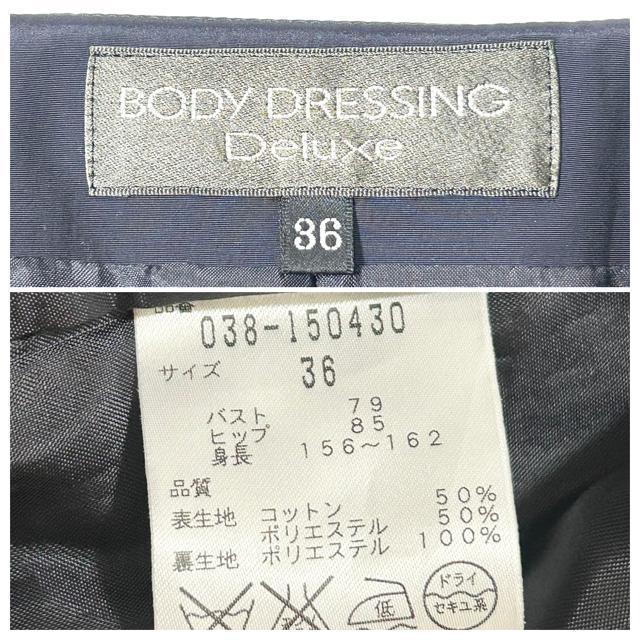 BODY DRESSING
Deluxe
36
038-150430
サイズ 36
バスト 79
ヒップ 85
身長 156～162
品質
表生地 コットン 50%
ポリエステル 50%
裏生地 ポリエステル 100%
低
ドライ
セキユ系